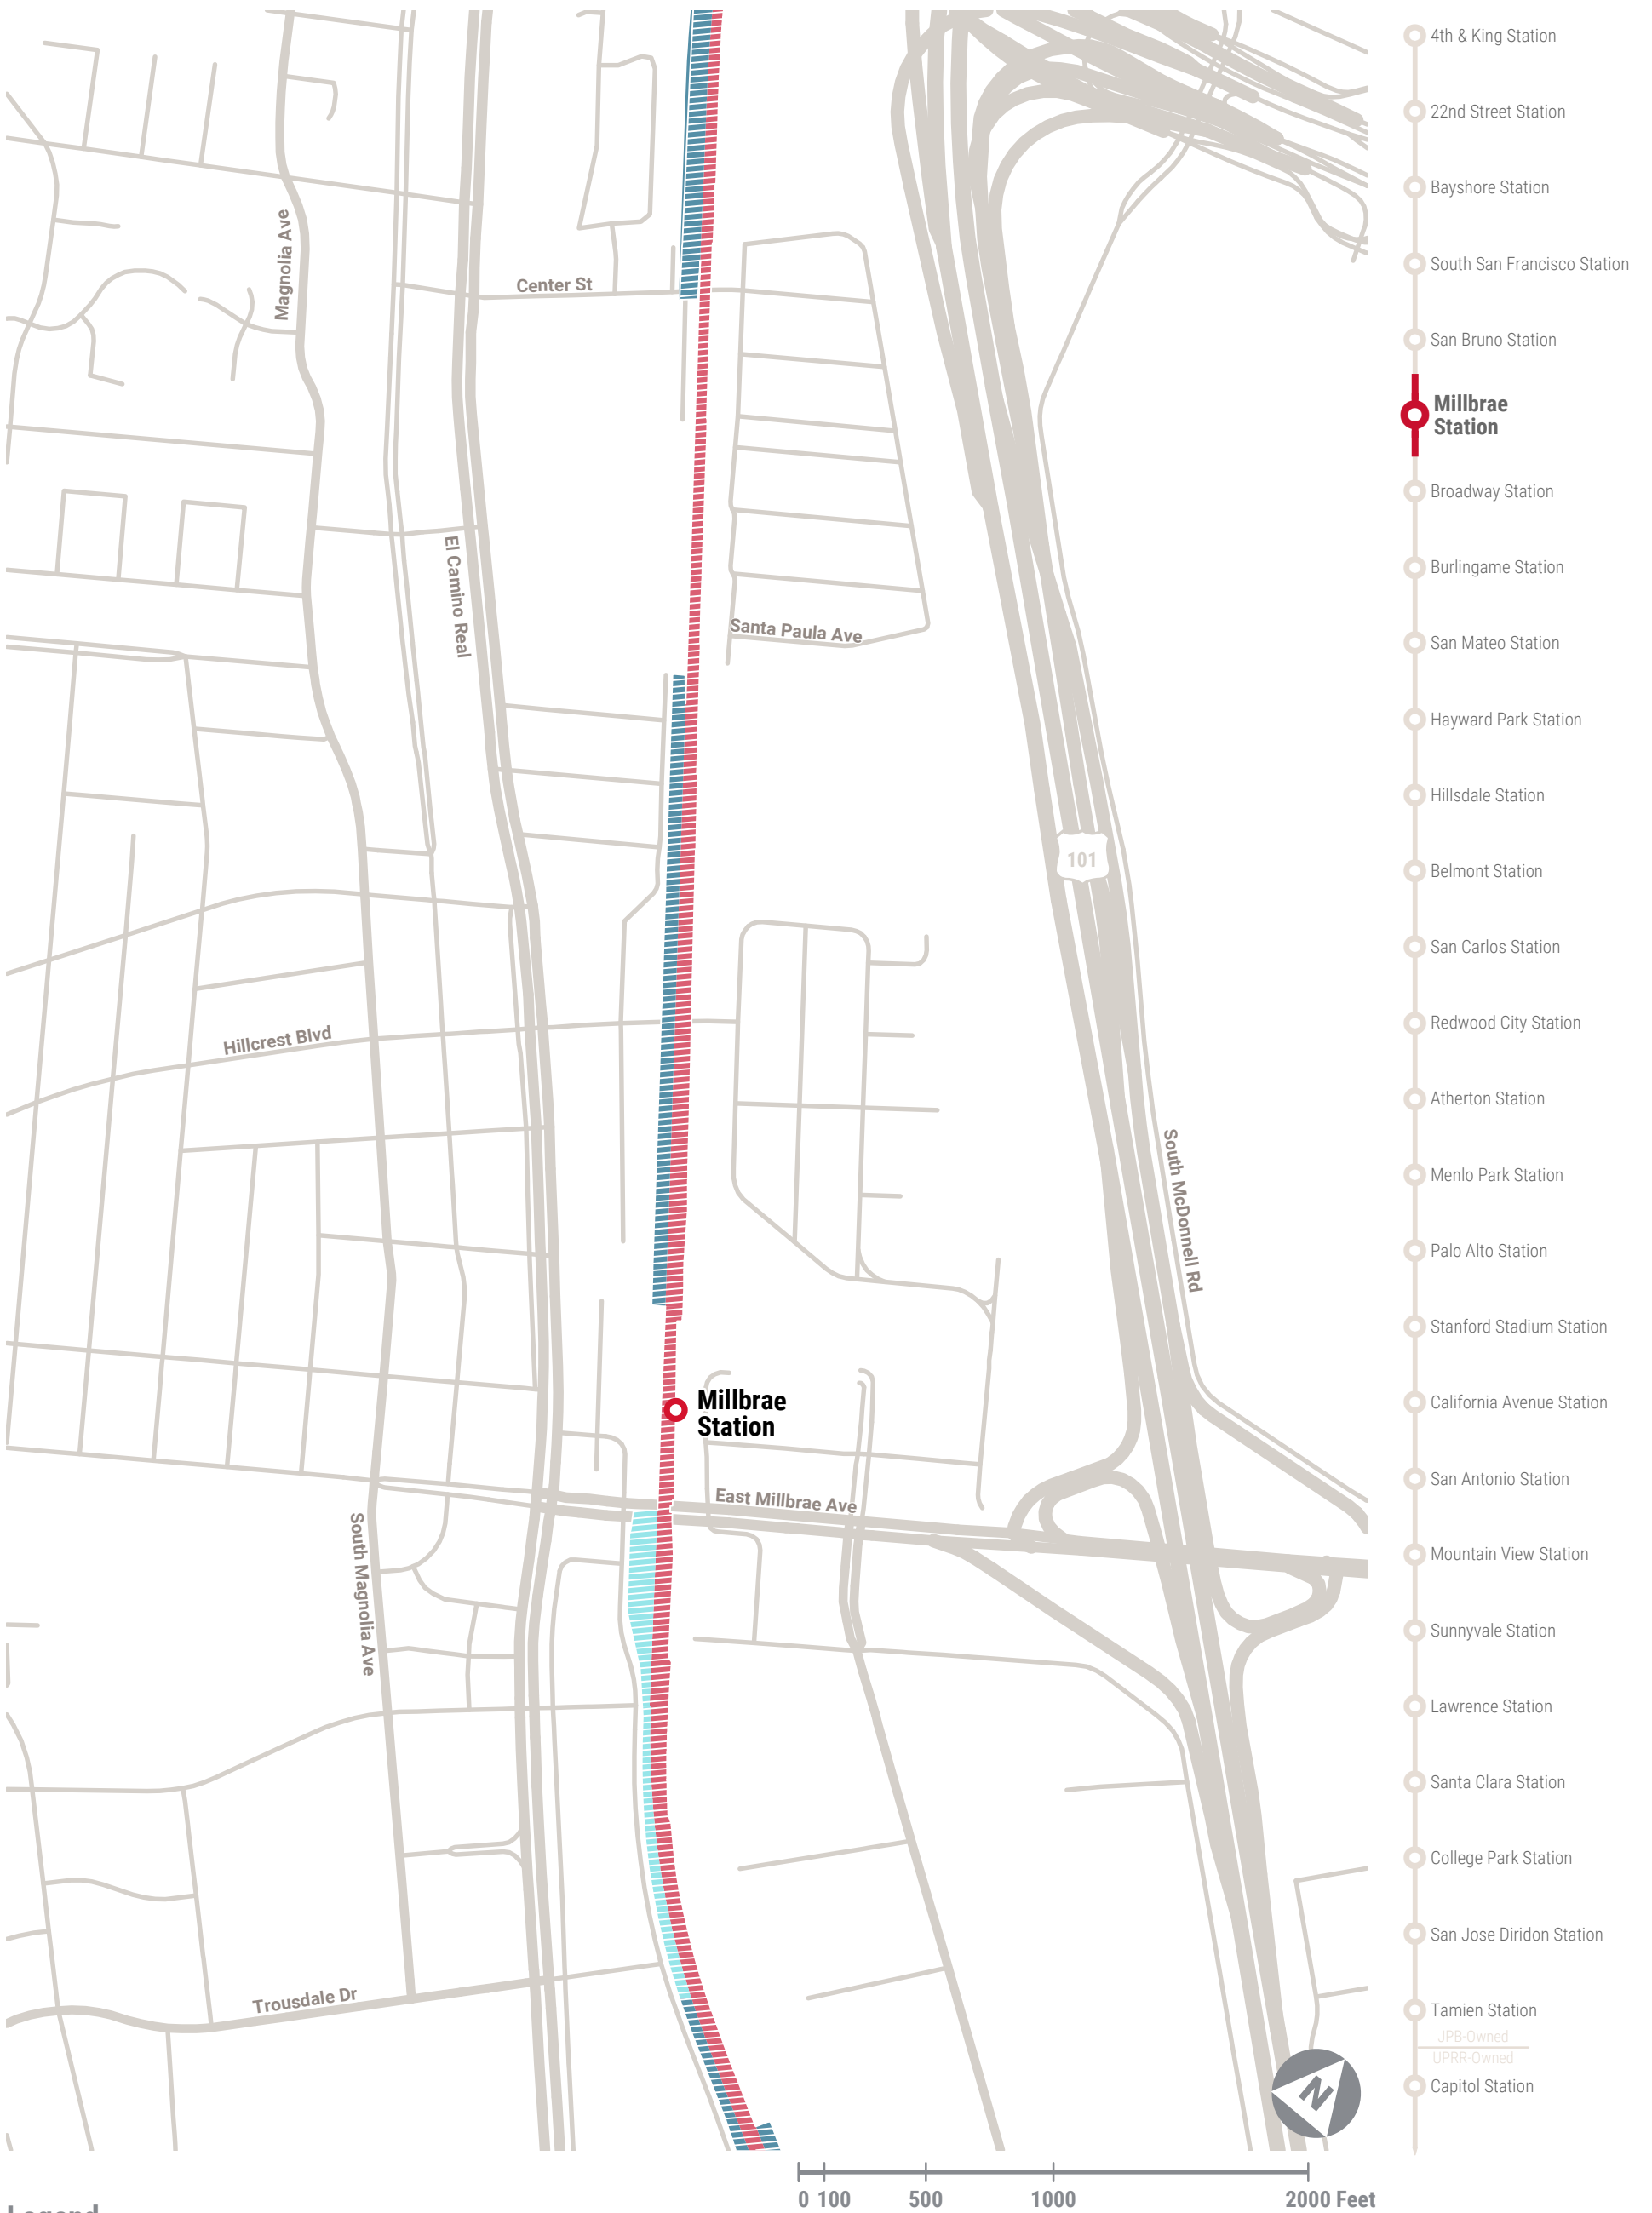 Magnolia Ave
Center St
El Camino Real
Santa Paula Ave
101
Hillcrest Blvd
South McDonnell Rd
Millbrae
Station
East Millbrae Ave
South Magnolia Ave
Trousdale Dr
N
0 100 500 1000 2000 Feet
4th & King Station
22nd Street Station
Bayshore Station
South San Francisco Station
San Bruno Station
Millbrae
Station
Broadway Station
Burlingame Station
San Mateo Station
Hayward Park Station
Hillsdale Station
Belmont Station
San Carlos Station
Redwood City Station
Atherton Station
Menlo Park Station
Palo Alto Station
Stanford Stadium Station
California Avenue Station
San Antonio Station
Mountain View Station
Sunnyvale Station
Lawrence Station
Santa Clara Station
College Park Station
San Jose Diridon Station
Tamien Station
JPB-Owned
UPRR-Owned
Capitol Station
Legend